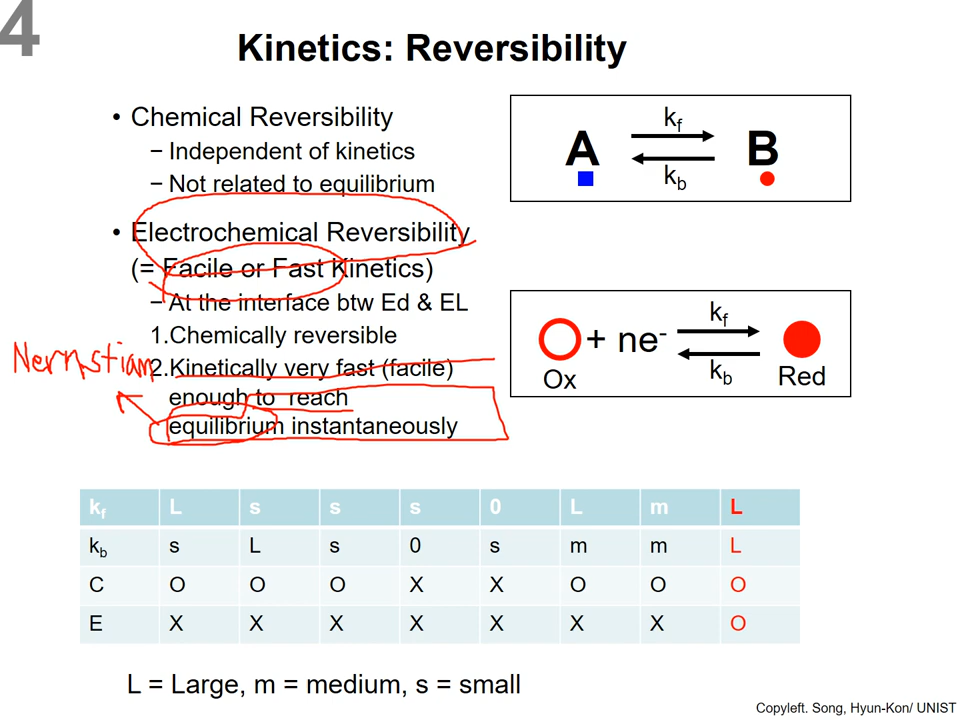 4
Kinetics: Reversibility
• Chemical Reversibility
– Independent of kinetics
– Not related to equilibrium
• Electrochemical Reversibility
(= Facile or Fast Kinetics)
– At the interface btw Ed & EL
1.Chemically reversible
2.Kinetically very fast (facile)
enough to reach
equilibrium instantaneously
Nernstian
kf
A B
kb
kf
+ ne-
kb
Ox Red
kf L s s s 0 L m L
kb s L s 0 s m m L
C O O O X X O O O
E X X X X X X X O
L = Large, m = medium, s = small
Copyleft. Song, Hyun-Kon/ UNIST